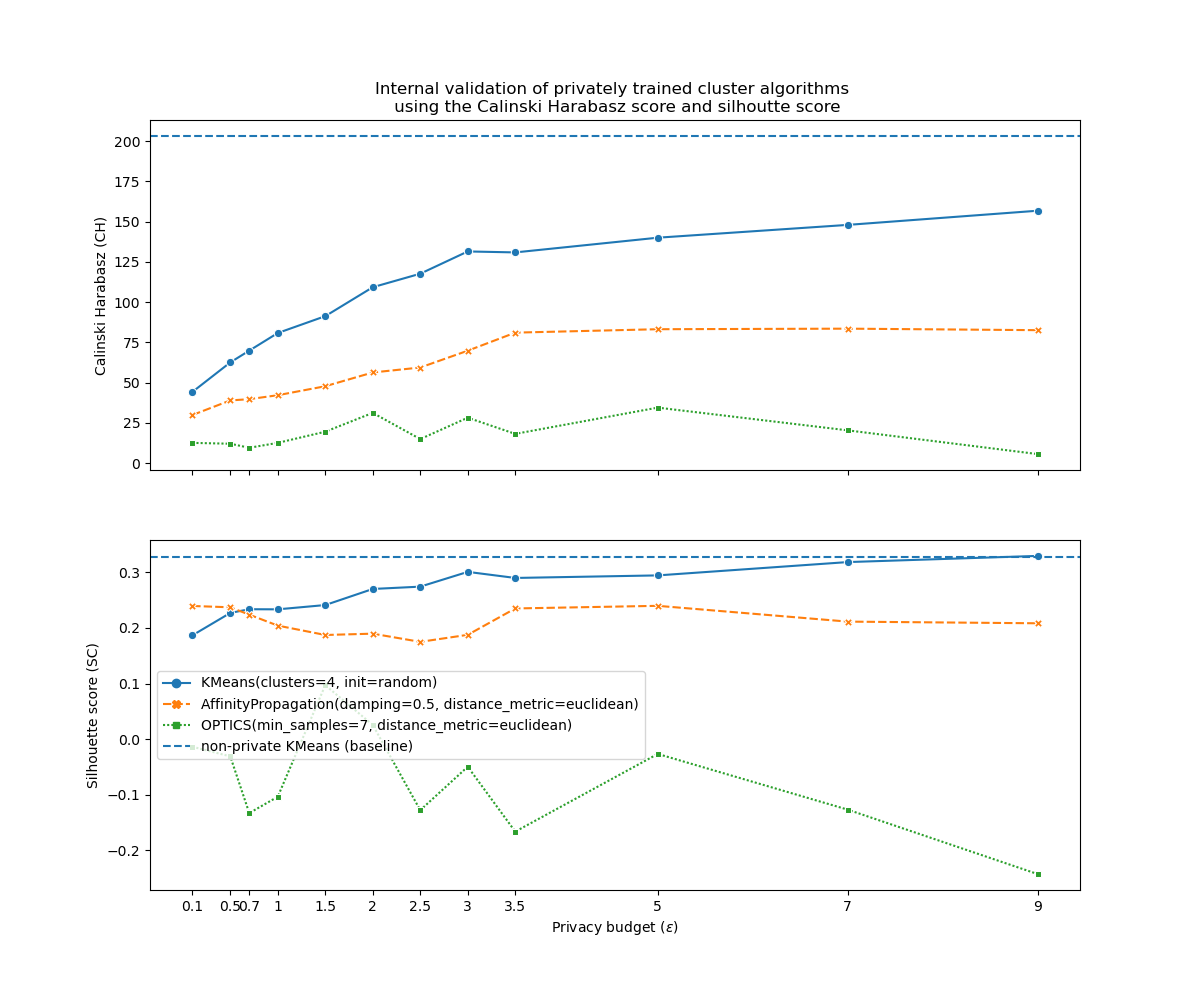 Internal validation of privately trained cluster algorithms
using the Calinski Harabasz score and silhoutte score
Calinski Harabasz (CH)
200
175
150
125
100
75
50
25
0
Silhouette score (SC)
0.3
0.2
0.1
0.0
−0.1
−0.2
KMeans(clusters=4, init=random)
AffinityPropagation(damping=0.5, distance_metric=euclidean)
OPTICS(min_samples=7, distance_metric=euclidean)
non-private KMeans (baseline)
0.1 0.5 0.7 1 1.5 2 2.5 3 3.5 5 7 9
Privacy budget (ε)